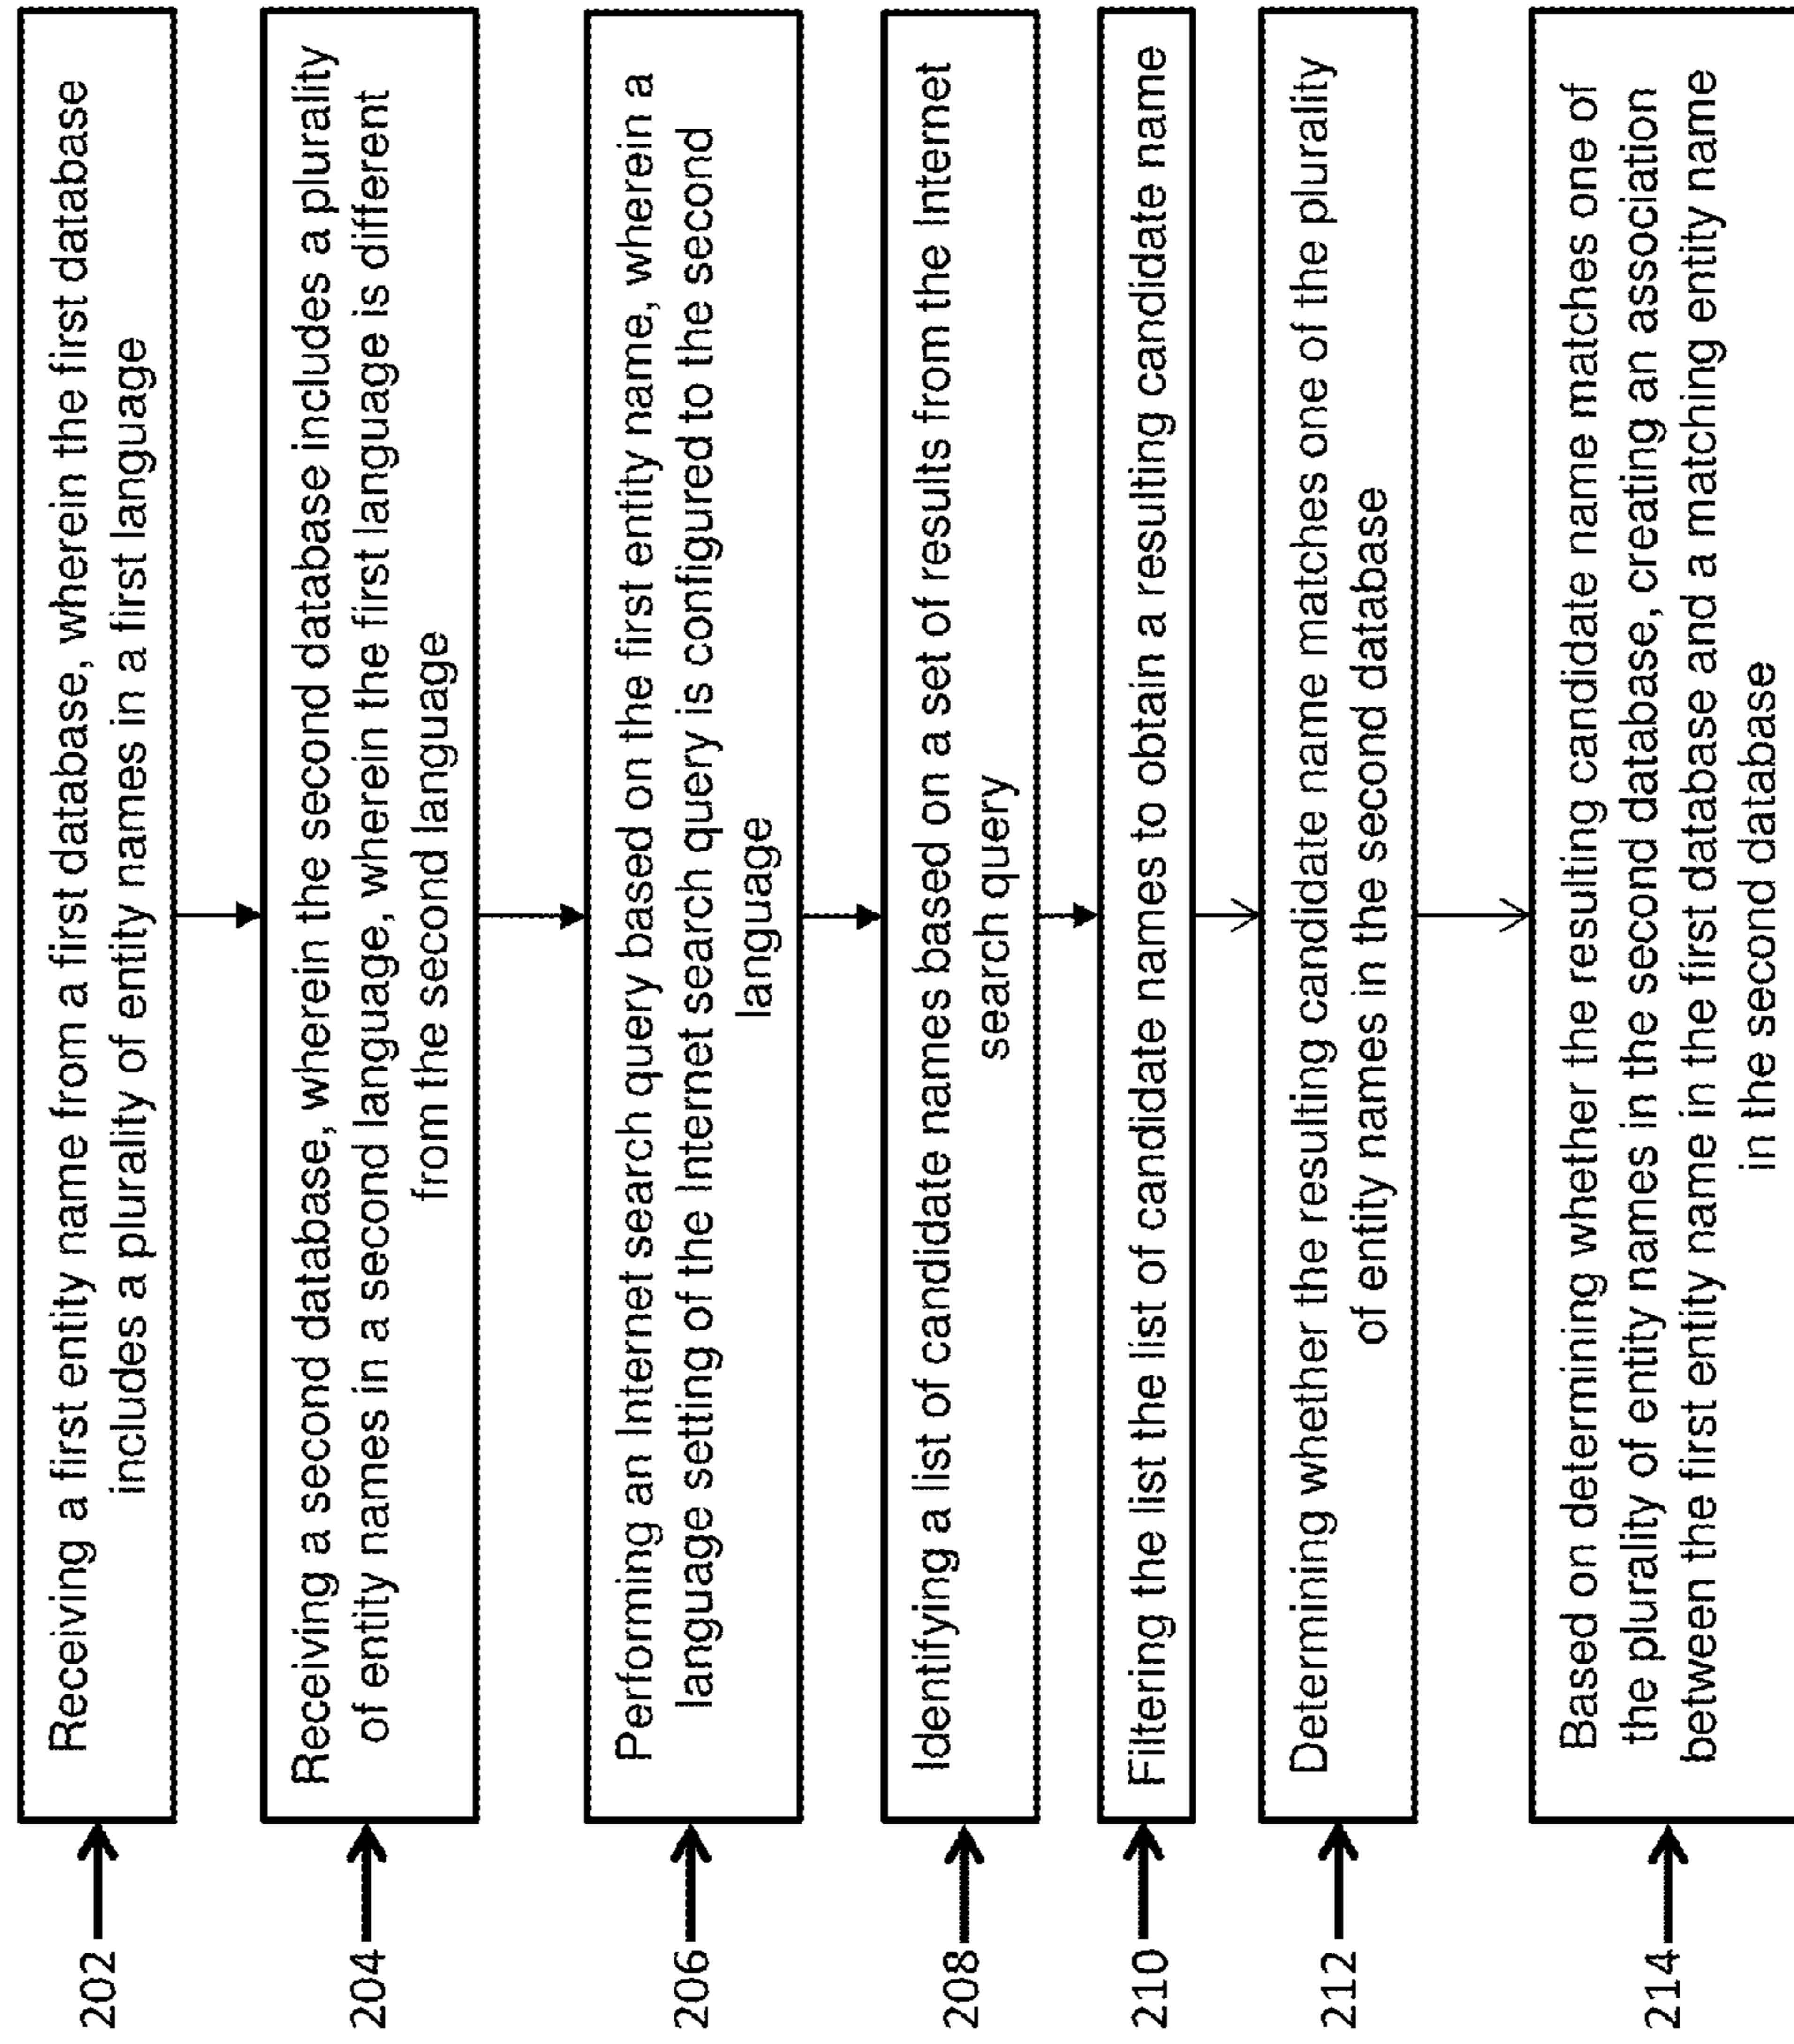 202
Receiving a first entity name from a first database, wherein the first database
includes a plurality of entity names in a first language
204
Receiving a second database, wherein the second database includes a plurality
of entity names in a second language, wherein the first language is different
from the second language
206
Performing an Internet search query based on the first entity name, wherein a
language setting of the Internet search query is configured to the second
language
208
Identifying a list of candidate names based on a set of results from the Internet
search query
210
Filtering the list the list of candidate names to obtain a resulting candidate name
212
Determining whether the resulting candidate name matches one of the plurality
of entity names in the second database
214
Based on determining whether the resulting candidate name matches one of
the plurality of entity names in the second database, creating an association
between the first entity name in the first database and a matching entity name
in the second database